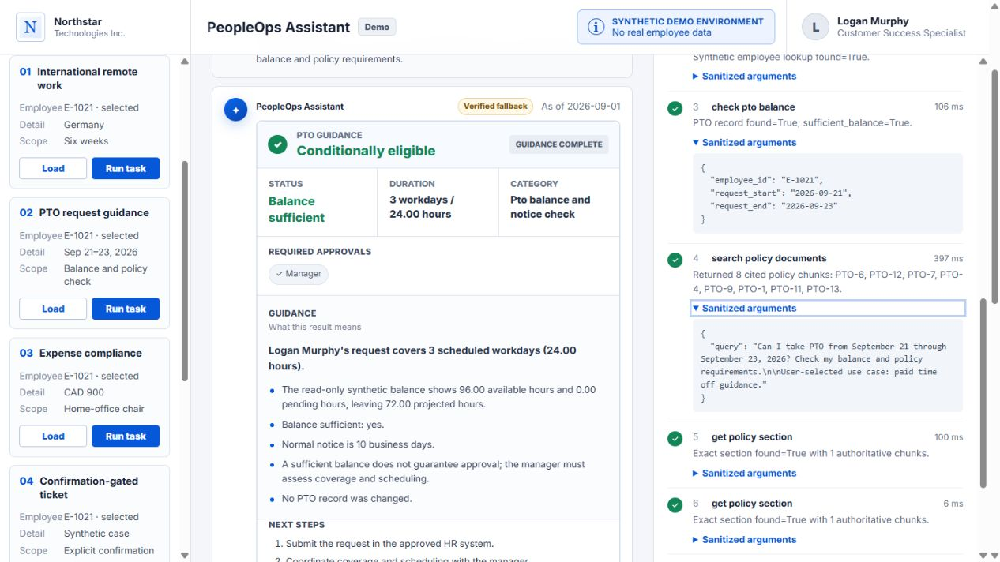 N
Northstar
Technologies Inc.
PeopleOps Assistant
Demo
SYNTHETIC DEMO ENVIRONMENT
No real employee data
L
Logan Murphy
Customer Success Specialist
01 International remote
work
Employee E-1021 · selected
Detail Germany
Scope Six weeks
Load
Run task
02 PTO request guidance
Employee E-1021 · selected
Detail Sep 21–23, 2026
Scope Balance and policy
check
Load
Run task
03 Expense compliance
Employee E-1021 · selected
Detail CAD 900
Scope Home-office chair
Load
Run task
04 Confirmation-gated
ticket
Employee E-1021 · selected
Detail Synthetic case
Scope Explicit confirmation
balance and policy requirements.
PeopleOps Assistant
Verified fallback
As of 2026-09-01
PTO GUIDANCE
Conditionally eligible
GUIDANCE COMPLETE
STATUS
Balance
sufficient
DURATION
3 workdays /
24.00 hours
CATEGORY
Pto balance and
notice check
REQUIRED APPROVALS
✓ Manager
GUIDANCE
What this result means
Logan Murphy's request covers 3 scheduled workdays (24.00
hours).
The read-only synthetic balance shows 96.00 available hours and 0.00
pending hours, leaving 72.00 projected hours.
Balance sufficient: yes.
Normal notice is 10 business days.
A sufficient balance does not guarantee approval; the manager must
assess coverage and scheduling.
No PTO record was changed.
NEXT STEPS
1. Submit the request in the approved HR system.
2. Coordinate coverage and scheduling with the manager.
Synthetic employee lookup found=True.
Sanitized arguments
3 check pto balance 106 ms
PTO record found=True; sufficient_balance=True.
Sanitized arguments
{
"employee_id": "E-1021",
"request_start": "2026-09-21",
"request_end": "2026-09-23"
}
4 search policy documents 397 ms
Returned 8 cited policy chunks: PTO-6, PTO-12, PTO-7, PTO-
4, PTO-9, PTO-1, PTO-11, PTO-13.
Sanitized arguments
{
"query": "Can I take PTO from September 21 through
September 23, 2026? Check my balance and policy
requirements.\n\nUser-selected use case: paid time
off guidance."
}
5 get policy section 100 ms
Exact section found=True with 1 authoritative chunks.
Sanitized arguments
6 get policy section 6 ms
Exact section found=True with 1 authoritative chunks.
Sanitized arguments